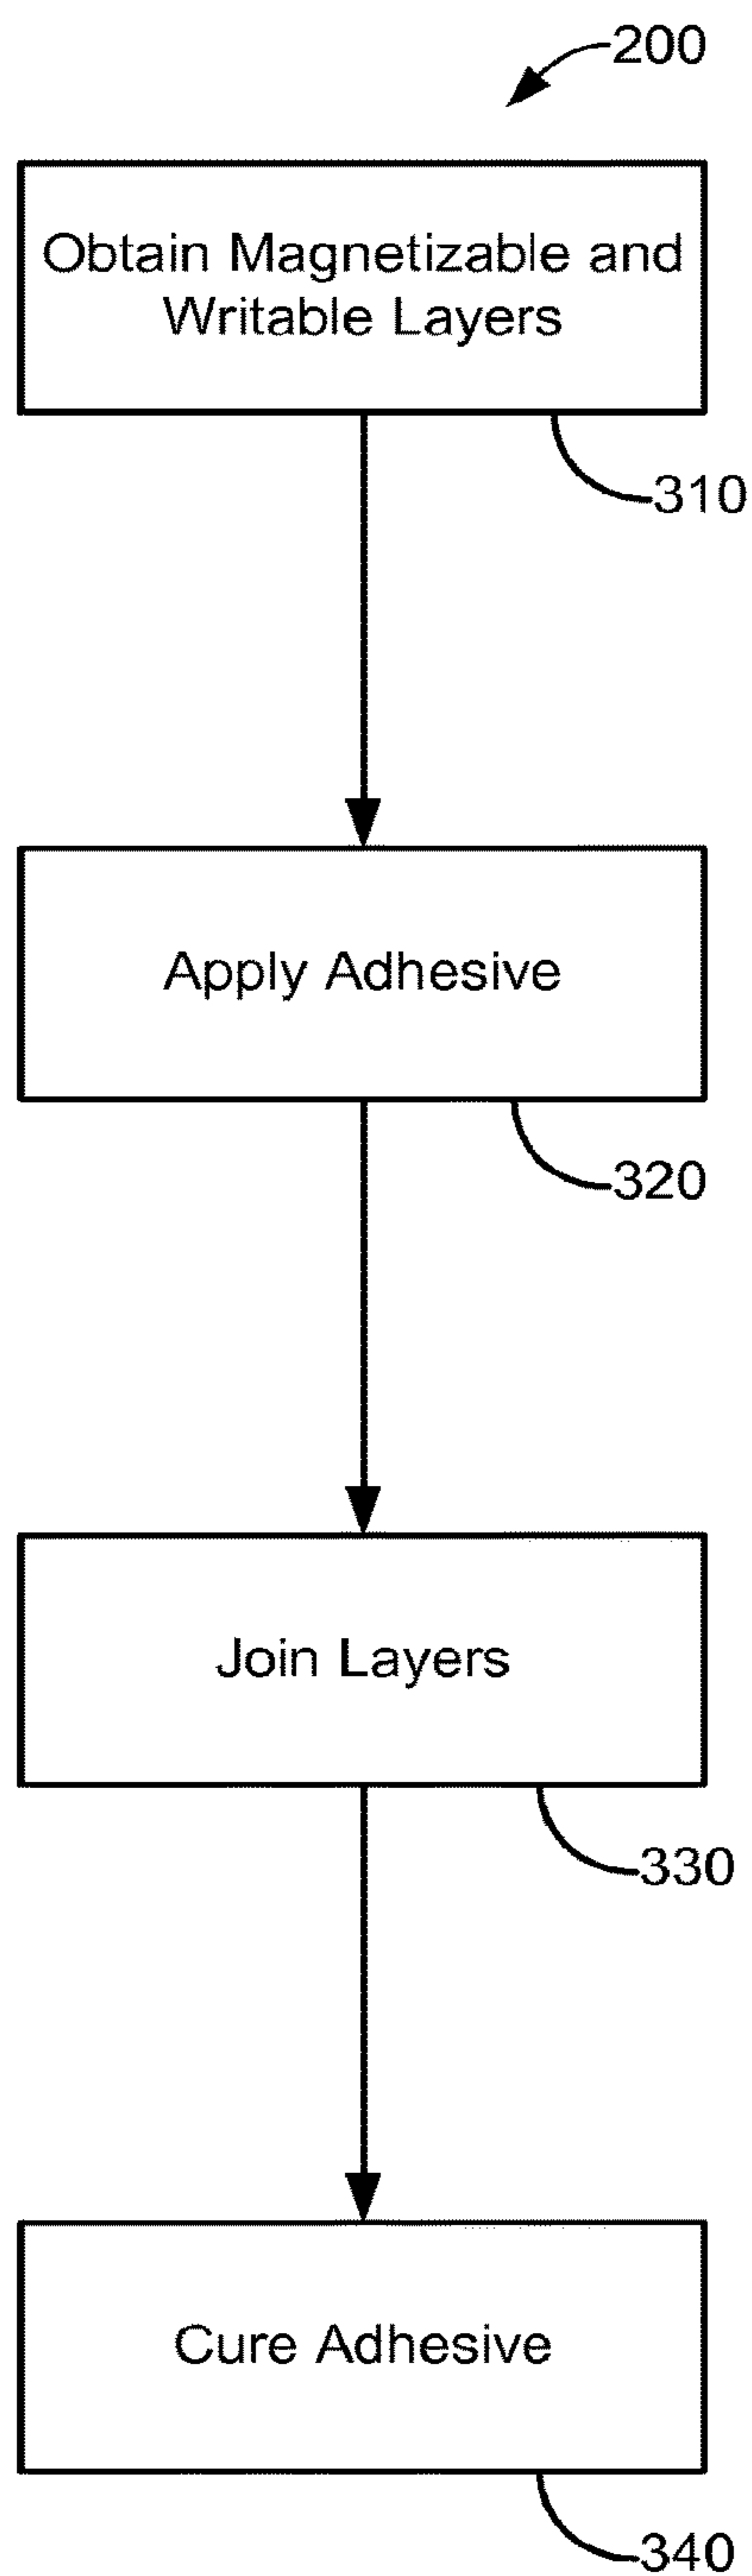 200
Obtain Magnetizable and
Writable Layers
310
Apply Adhesive
320
Join Layers
330
Cure Adhesive
340